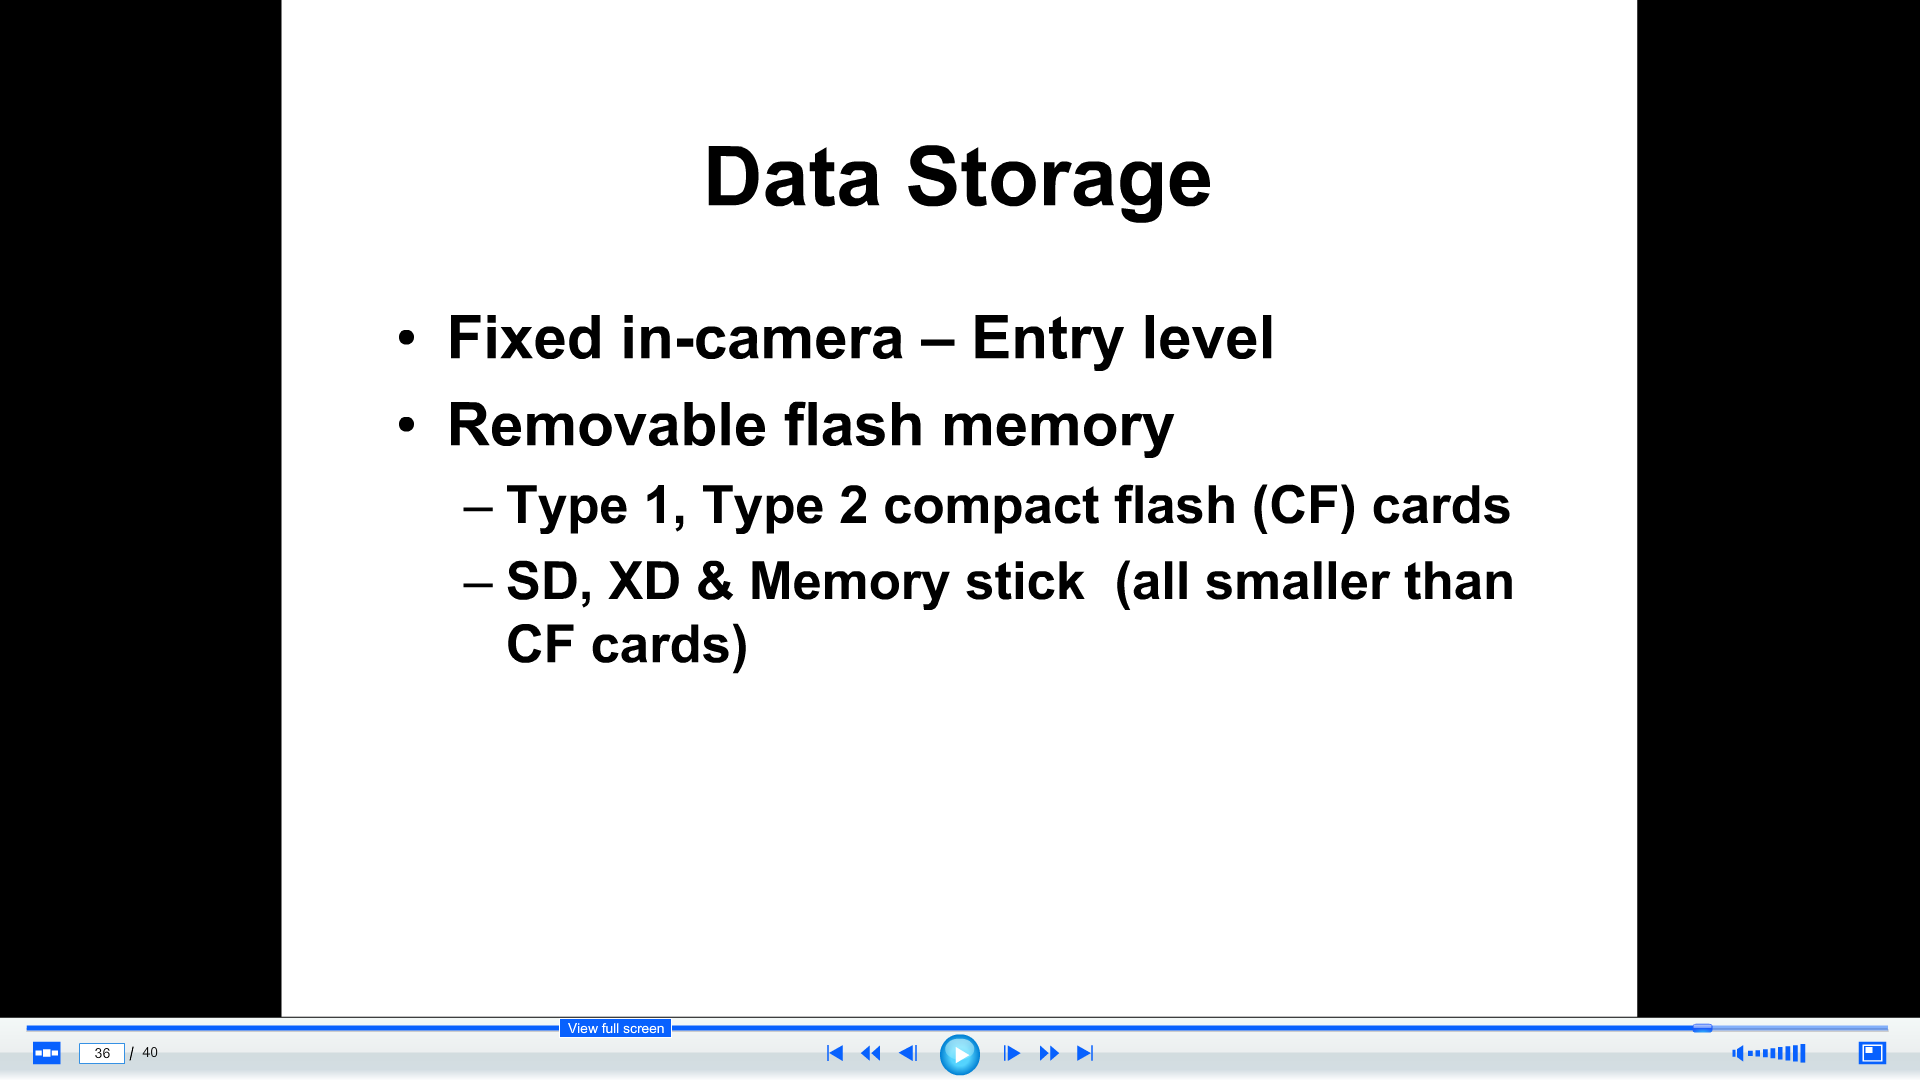 Data Storage
• Fixed in-camera – Entry level
• Removable flash memory
– Type 1, Type 2 compact flash (CF) cards
– SD, XD & Memory stick  (all smaller than
CF cards)
View full screen
36 / 40